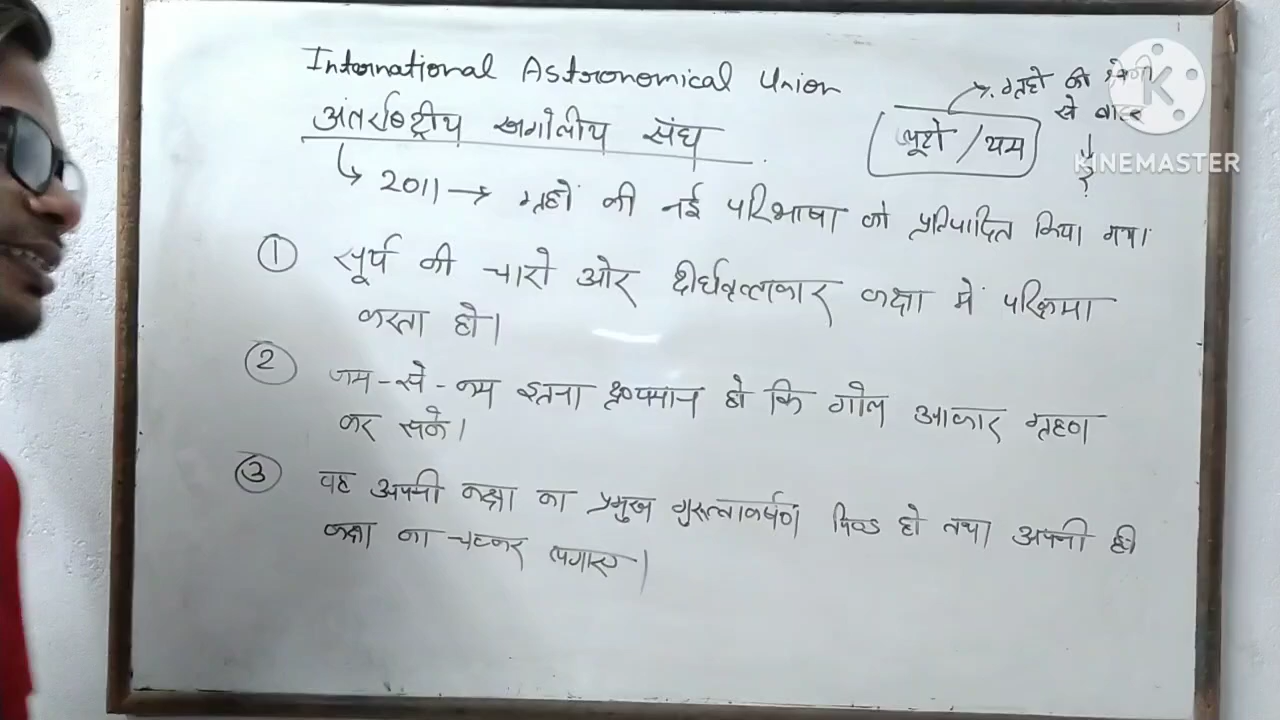 International Astronomical Union
अंतर्राष्ट्रीय खगोलीय संघ
प्लूटो / यम
→ ग्रहों की श्रेणी
से बाहर
↓
?
↳ 2011 → ग्रहों की नई परिभाषा को प्रतिपादित किया गया
① सूर्य की चारो ओर दीर्घवृत्ताकार कक्षा में परिक्रमा
करता हो।
② कम-से-कम इतना द्रव्यमान हो कि गोल आकार ग्रहण
कर सके।
③ वह अपनी कक्षा का प्रमुख गुरुत्वाकर्षण पिण्ड हो तथा अपनी ही
कक्षा का चक्कर लगाए।
K
KINEMASTER